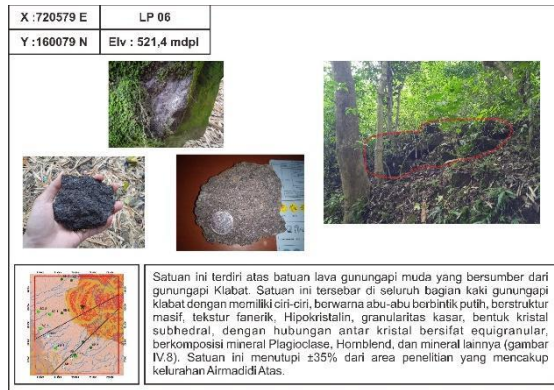 X :720579 E LP 06
Y :160079 N Elv : 521,4 mdpl
Satuan ini terdiri atas batuan lava gunungapi muda yang bersumber dari
gunungapi Klabat. Satuan ini tersebar di seluruh bagian kaki gunungapi
klabat dengan memiliki ciri-ciri, berwarna abu-abu berbintik putih, berstruktur
masif, tekstur fanerik, Hipokristalin, granularitas kasar, bentuk kristal
subhedral, dengan hubungan antar kristal bersifat equigranular,
berkomposisi mineral Plagioclase, Hornblend, dan mineral lainnya (gambar
IV.8). Satuan ini menutupi ±35% dari area penelitian yang mencakup
kelurahan Airmadidi Atas.